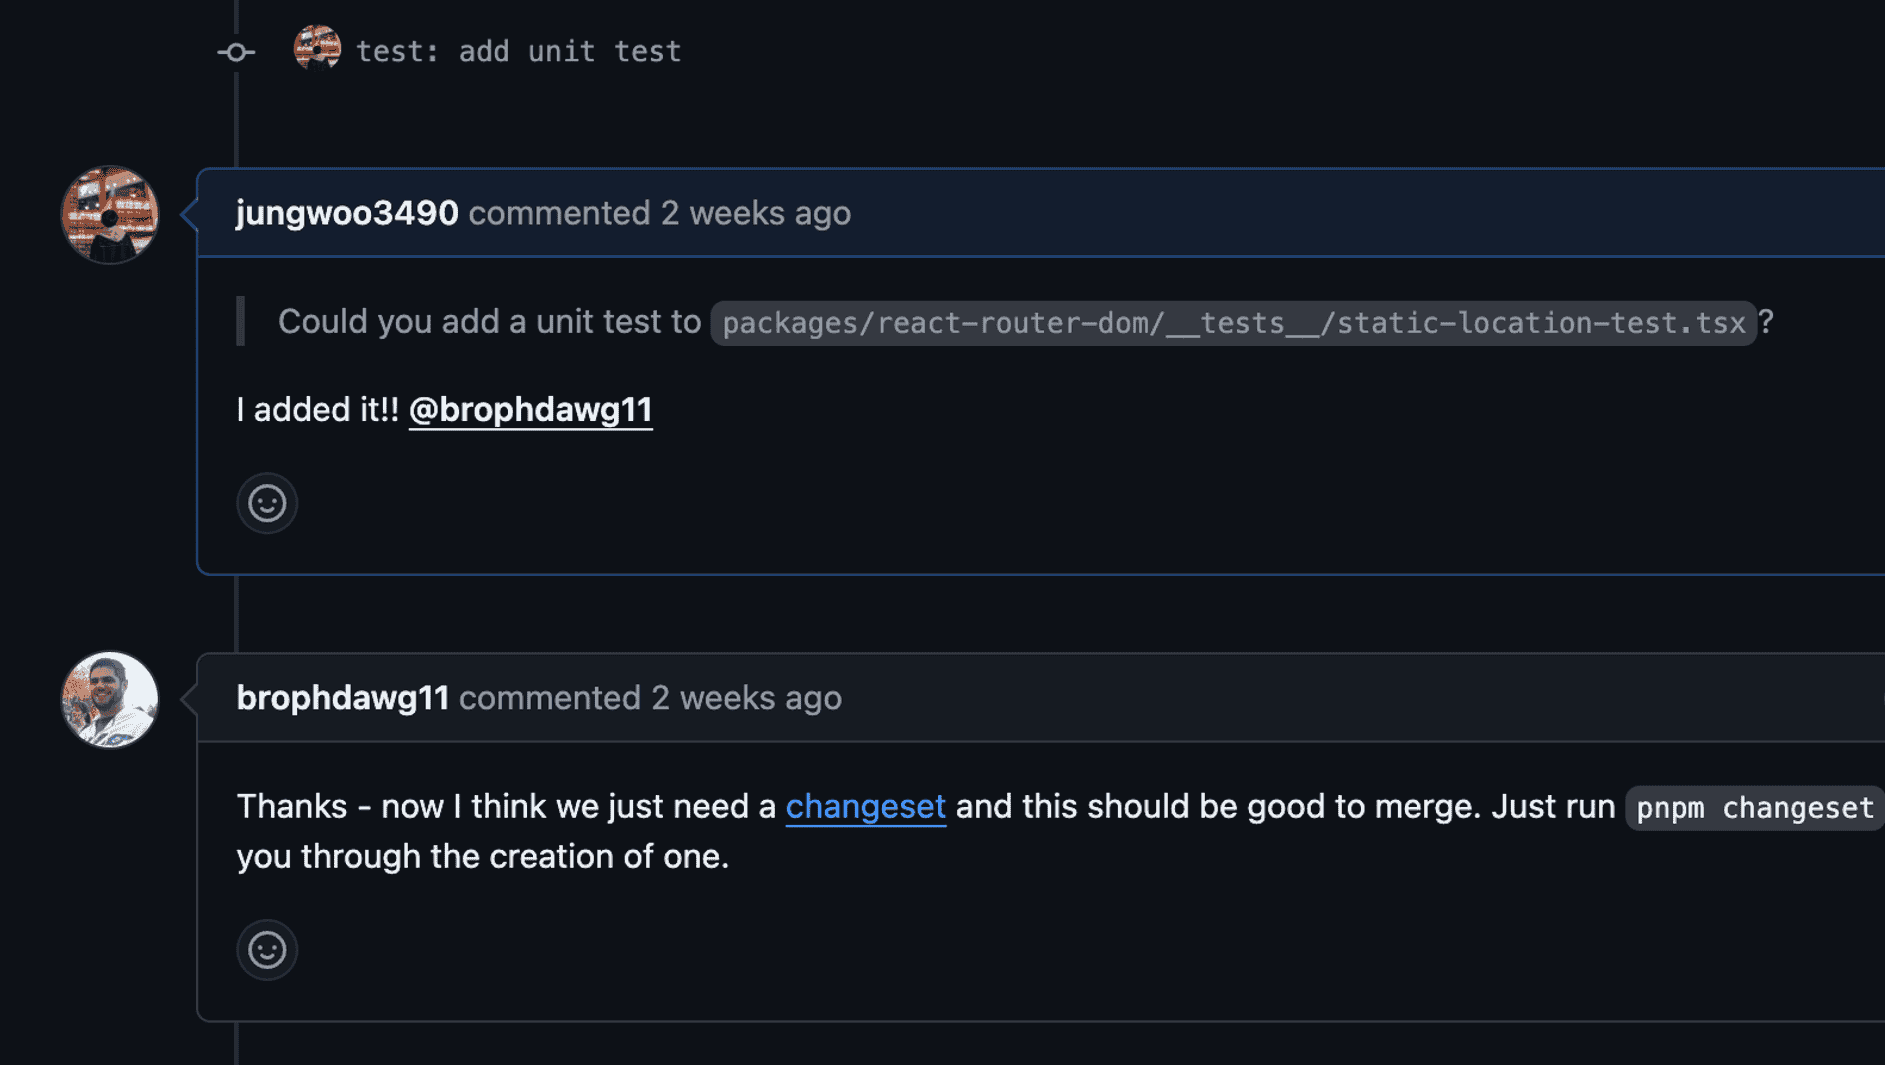 test: add unit test
jungwoo3490 commented 2 weeks ago
Could you add a unit test to packages/react-router-dom/__tests__/static-location-test.tsx?
I added it!! @brophdawg11
brophdawg11 commented 2 weeks ago
Thanks - now I think we just need a changeset and this should be good to merge. Just run pnpm changeset
you through the creation of one.